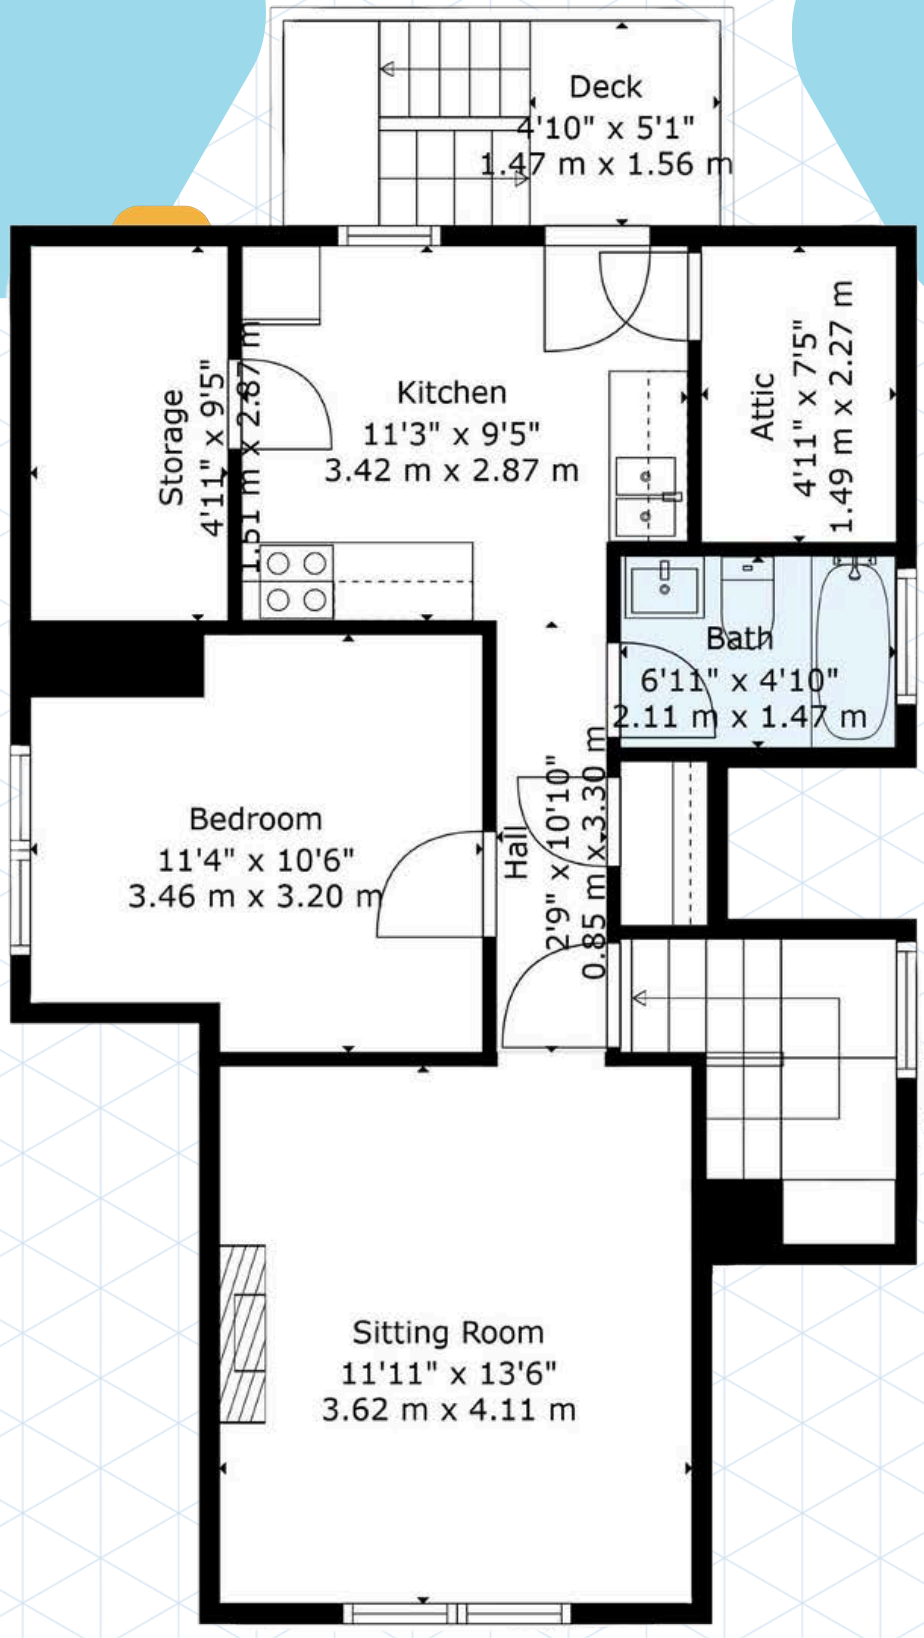 Deck
4'10" x 5'1"
1.47 m x 1.56 m
Storage
4'11" x 9'5"
1.51 m x 2.87 m
Kitchen
11'3" x 9'5"
3.42 m x 2.87 m
Attic
4'11" x 7'5"
1.49 m x 2.27 m
Bath
6'11" x 4'10"
2.11 m x 1.47 m
Bedroom
11'4" x 10'6"
3.46 m x 3.20 m
Hall
2'9" x 10'10"
0.85 m x 3.30 m
Sitting Room
11'11" x 13'6"
3.62 m x 4.11 m